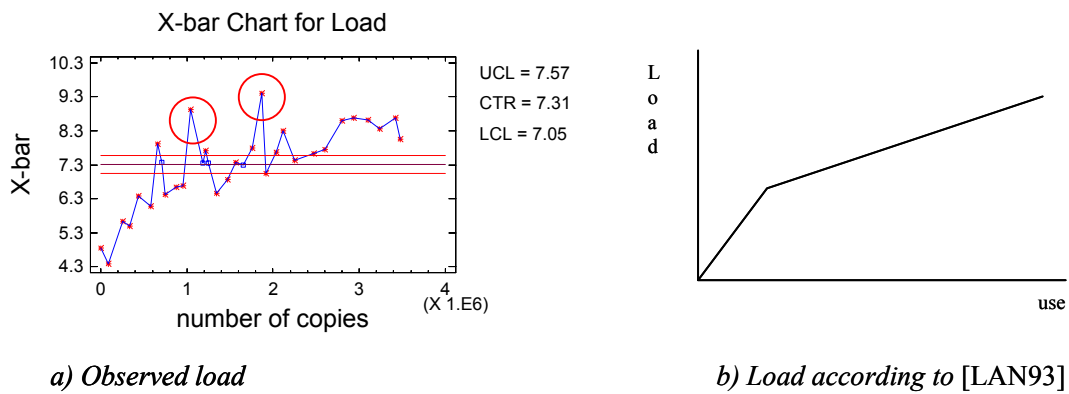 X-bar Chart for Load
X-bar
10.3
9.3
8.3
7.3
6.3
5.3
4.3
0
1
2
3
4
(X 1.E6)
number of copies
UCL = 7.57
CTR = 7.31
LCL = 7.05
a) Observed load
L
o
a
d
use
b) Load according to [LAN93]